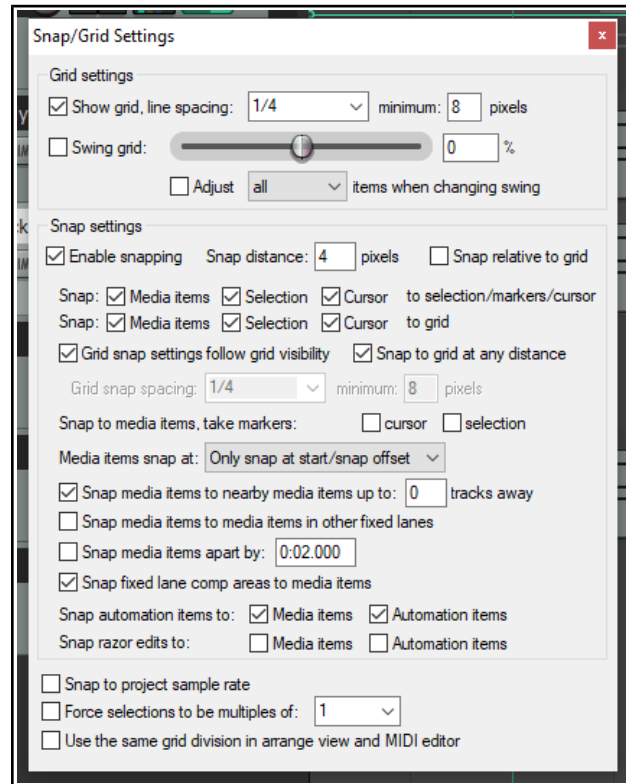 Snap/Grid Settings x
Grid settings
Show grid, line spacing: 1/4 minimum: 8 pixels
Swing grid: 0 %
Adjust all items when changing swing
Snap settings
Enable snapping Snap distance: 4 pixels Snap relative to grid
Snap: Media items Selection Cursor to selection/markers/cursor
Snap: Media items Selection Cursor to grid
Grid snap settings follow grid visibility Snap to grid at any distance
Grid snap spacing: 1/4 minimum: 8 pixels
Snap to media items, take markers: cursor selection
Media items snap at: Only snap at start/snap offset
Snap media items to nearby media items up to: 0 tracks away
Snap media items to media items in other fixed lanes
Snap media items apart by: 0:02.000
Snap fixed lane comp areas to media items
Snap automation items to: Media items Automation items
Snap razor edits to: Media items Automation items
Snap to project sample rate
Force selections to be multiples of: 1
Use the same grid division in arrange view and MIDI editor